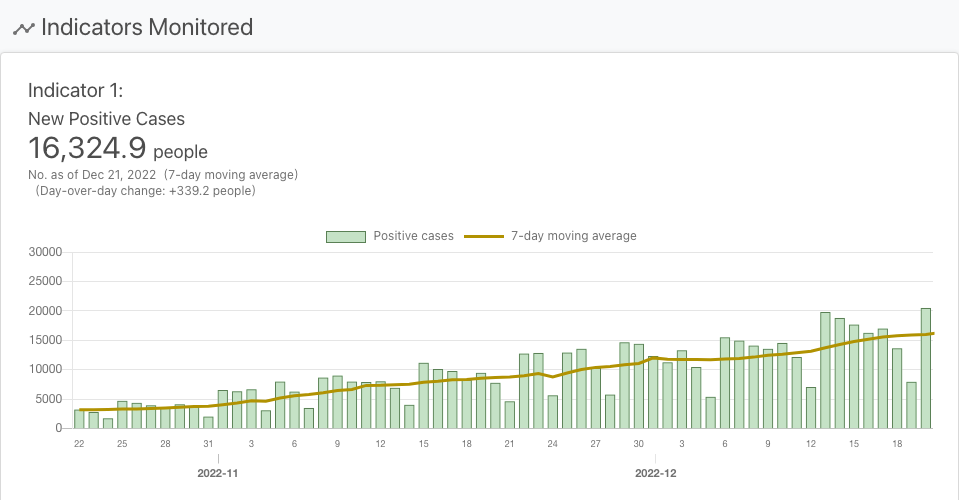 Indicators Monitored
Indicator 1:
New Positive Cases
16,324.9 people
No. as of Dec 21, 2022 (7-day moving average)
(Day-over-day change: +339.2 people)
Positive cases 7-day moving average
30000
25000
20000
15000
10000
5000
0
22 25 28 31 3 6 9 12 15 18 21 24 27 30 3 6 9 12 15 18
2022-11 2022-12